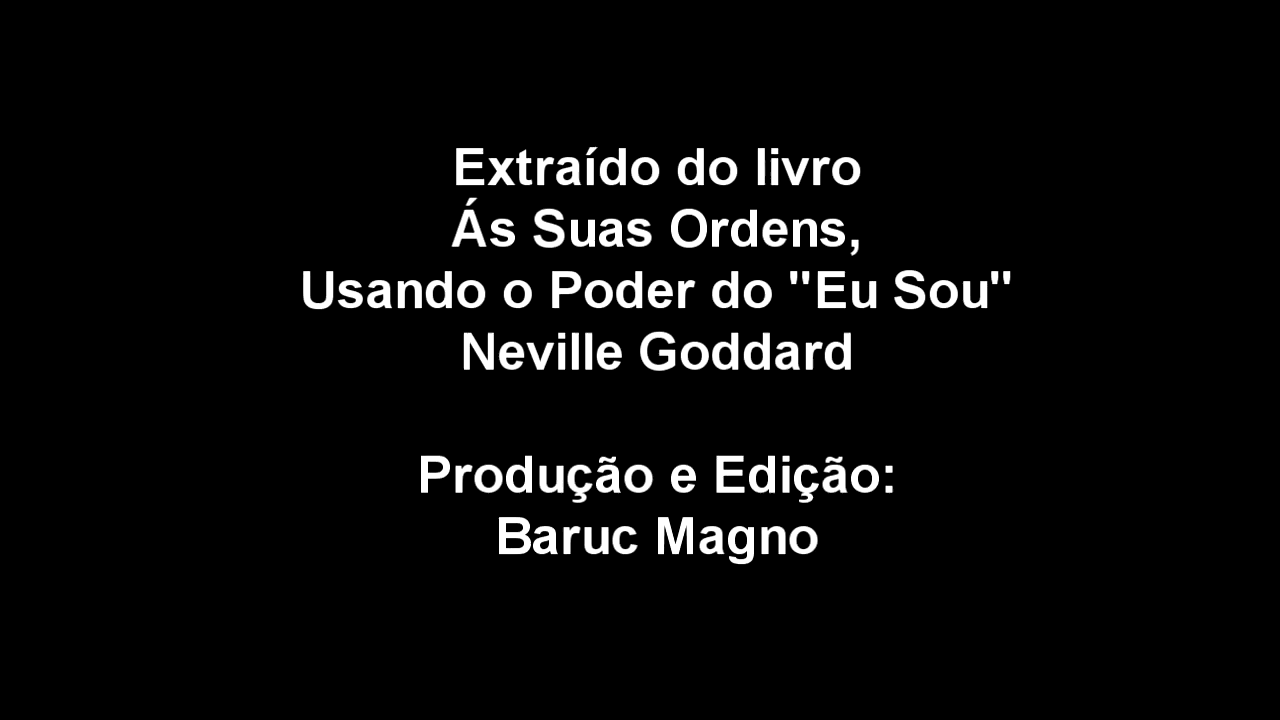 Extraído do livro
Ás Suas Ordens,
Usando o Poder do "Eu Sou"
Neville Goddard
Produção e Edição:
Baruc Magno